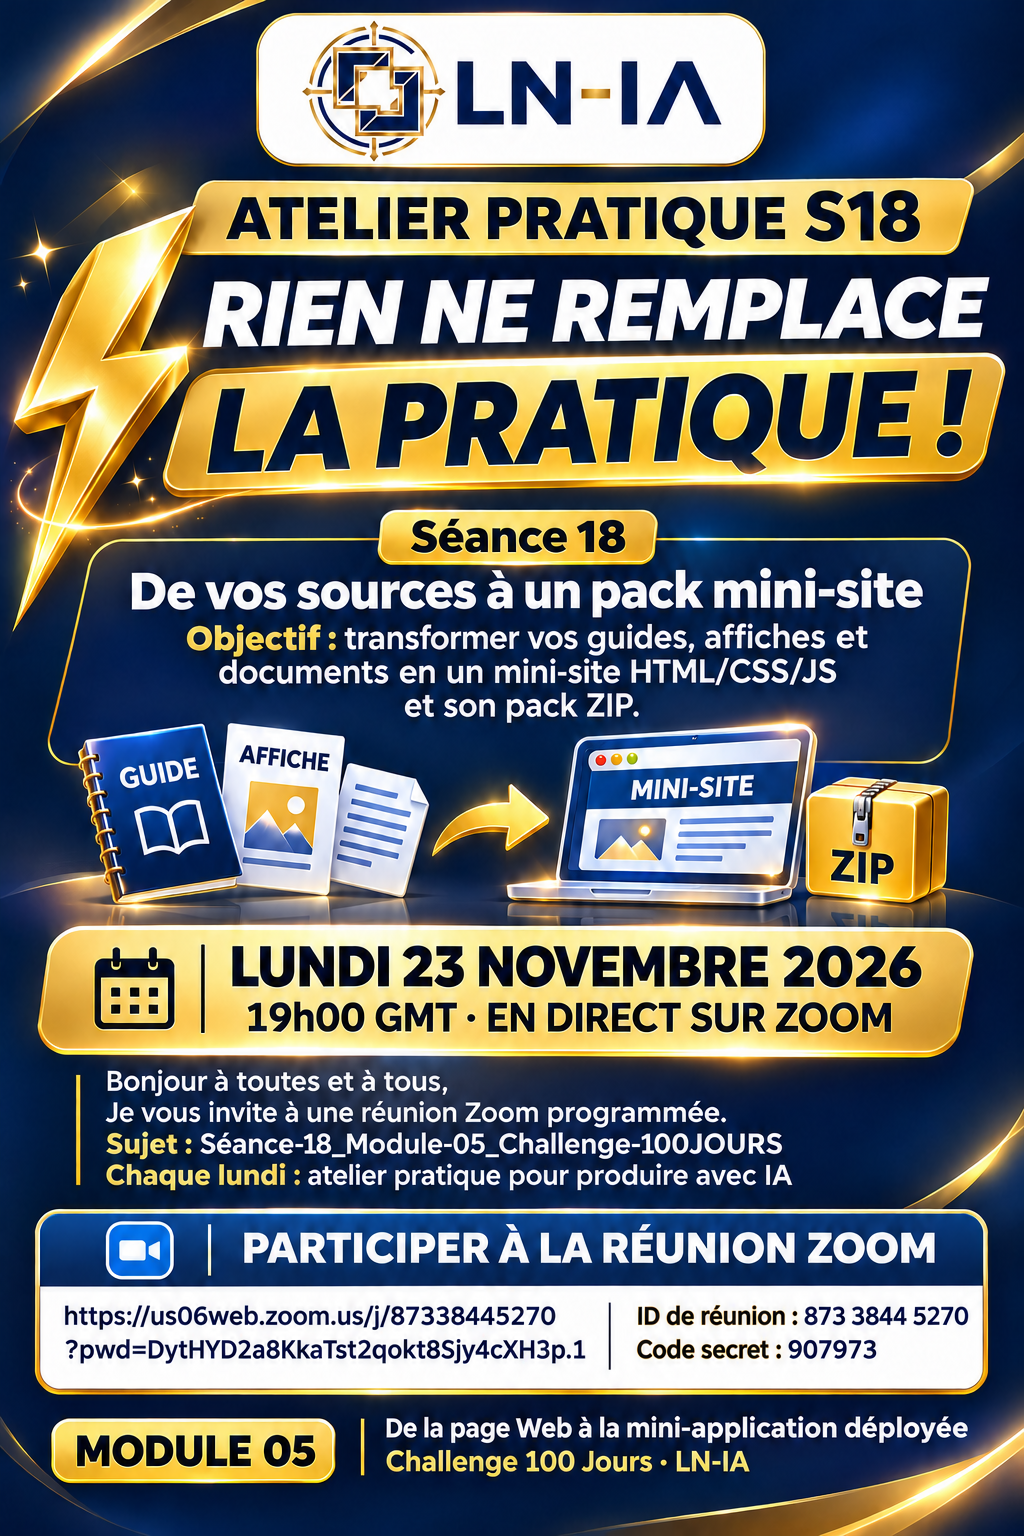 LN-IA
ATELIER PRATIQUE S18
RIEN NE REMPLACE
LA PRATIQUE !
Séance 18
De vos sources à un pack mini-site
Objectif : transformer vos guides, affiches et
documents en un mini-site HTML/CSS/JS
et son pack ZIP.
GUIDE
AFFICHE
MINI-SITE
ZIP
LUNDI 23 NOVEMBRE 2026
19h00 GMT · EN DIRECT SUR ZOOM
Bonjour à toutes et à tous,
Je vous invite à une réunion Zoom programmée.
Sujet : Séance-18_Module-05_Challenge-100JOURS
Chaque lundi : atelier pratique pour produire avec IA
PARTICIPER À LA RÉUNION ZOOM
https://us06web.zoom.us/j/87338445270
?pwd=DytHYD2a8KkaTst2qokt8Sjy4cXH3p.1
ID de réunion : 873 3844 5270
Code secret : 907973
MODULE 05
De la page Web à la mini-application déployée
Challenge 100 Jours · LN-IA